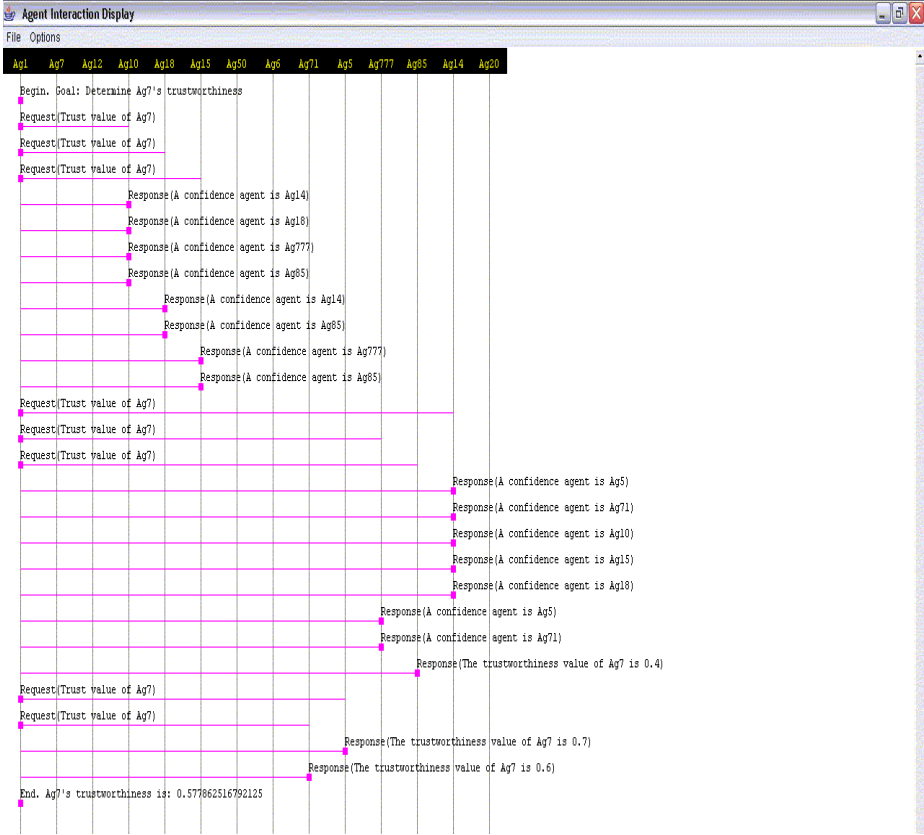 Agent Interaction Display
File Options
Ag1 Ag7 Ag12 Ag10 Ag18 Ag15 Ag50 Ag6 Ag71 Ag5 Ag777 Ag85 Ag14 Ag20
Begin. Goal: Determine Ag7's trustworthiness
Request(Trust value of Ag7)
Request(Trust value of Ag7)
Request(Trust value of Ag7)
Response(A confidence agent is Ag14)
Response(A confidence agent is Ag18)
Response(A confidence agent is Ag777)
Response(A confidence agent is Ag85)
Response(A confidence agent is Ag14)
Response(A confidence agent is Ag85)
Response(A confidence agent is Ag777)
Response(A confidence agent is Ag85)
Request(Trust value of Ag7)
Request(Trust value of Ag7)
Request(Trust value of Ag7)
Response(A confidence agent is Ag5)
Response(A confidence agent is Ag71)
Response(A confidence agent is Ag10)
Response(A confidence agent is Ag15)
Response(A confidence agent is Ag18)
Response(A confidence agent is Ag5)
Response(A confidence agent is Ag71)
Response(The trustworthiness value of Ag7 is 0.4)
Request(Trust value of Ag7)
Request(Trust value of Ag7)
Response(The trustworthiness value of Ag7 is 0.7)
Response(The trustworthiness value of Ag7 is 0.6)
End. Ag7's trustworthiness is: 0.577862516792125